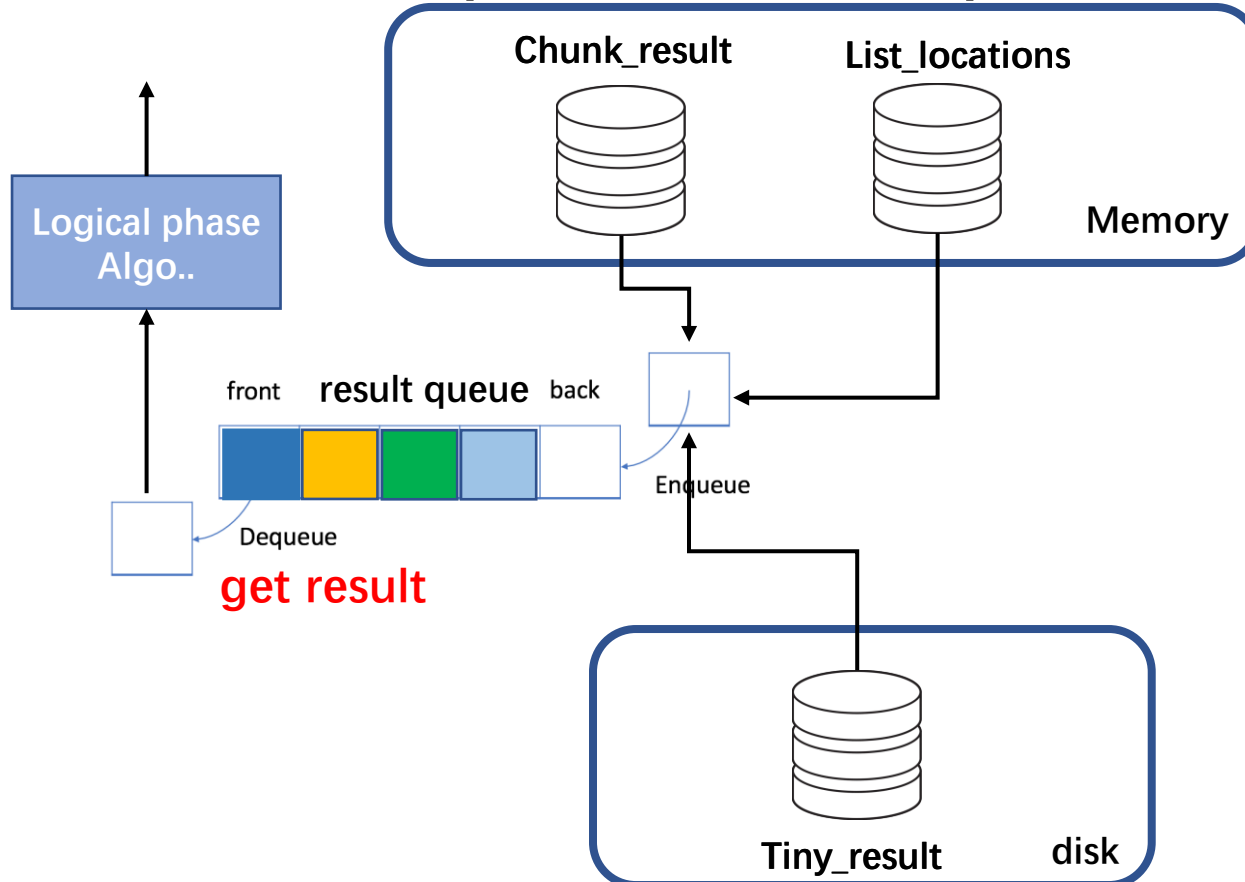 Chunk_result
List_locations
Memory
Logical phase
Algo..
front
result queue
back
Enqueue
Dequeue
get result
Tiny_result
disk